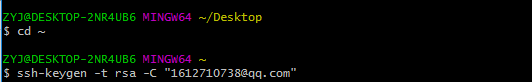 ZYJ@DESKTOP-2NR4UB6 MINGW64 ~/Desktop
$ cd ~
ZYJ@DESKTOP-2NR4UB6 MINGW64 ~
$ ssh-keygen -t rsa -C "1612710738@qq.com"